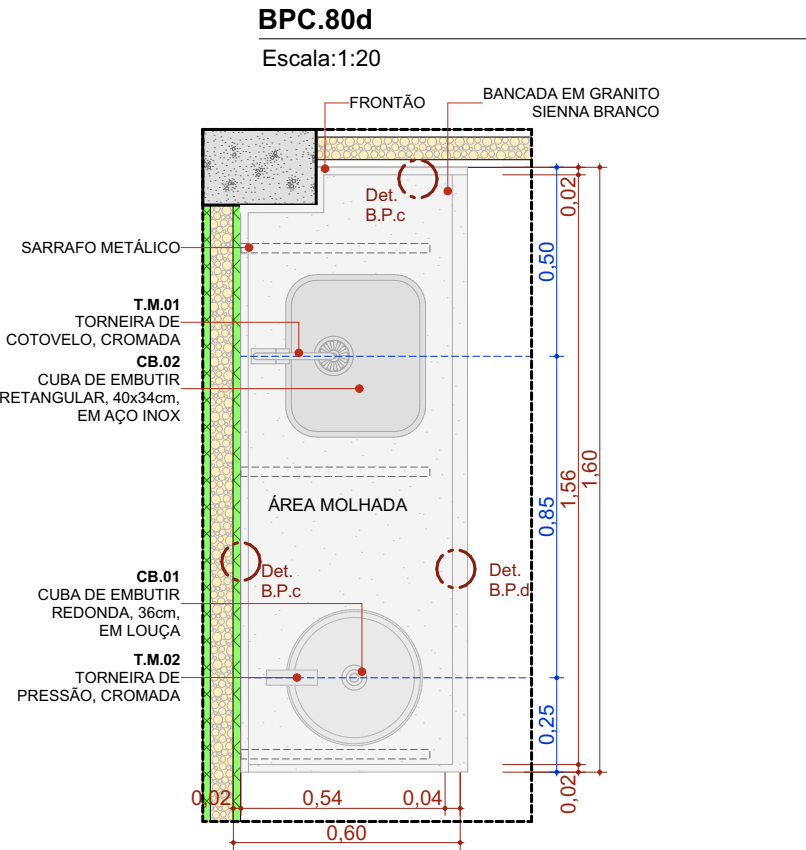 BPC.80d
Escala:1:20
FRONTÃO
BANCADA EM GRANITO
SIENNA BRANCO
Det.
B.P.c
0,02
0,50
SARRAFO METÁLICO
T.M.01
TORNEIRA DE
COTOVELO, CROMADA
CB.02
CUBA DE EMBUTIR
RETANGULAR, 40x34cm,
EM AÇO INOX
1,56
1,60
0,85
ÁREA MOLHADA
Det.
B.P.c
Det.
B.P.d
CB.01
CUBA DE EMBUTIR
REDONDA, 36cm,
EM LOUÇA
T.M.02
TORNEIRA DE
PRESSÃO, CROMADA
0,25
0,02
0,02
0,54
0,04
0,60